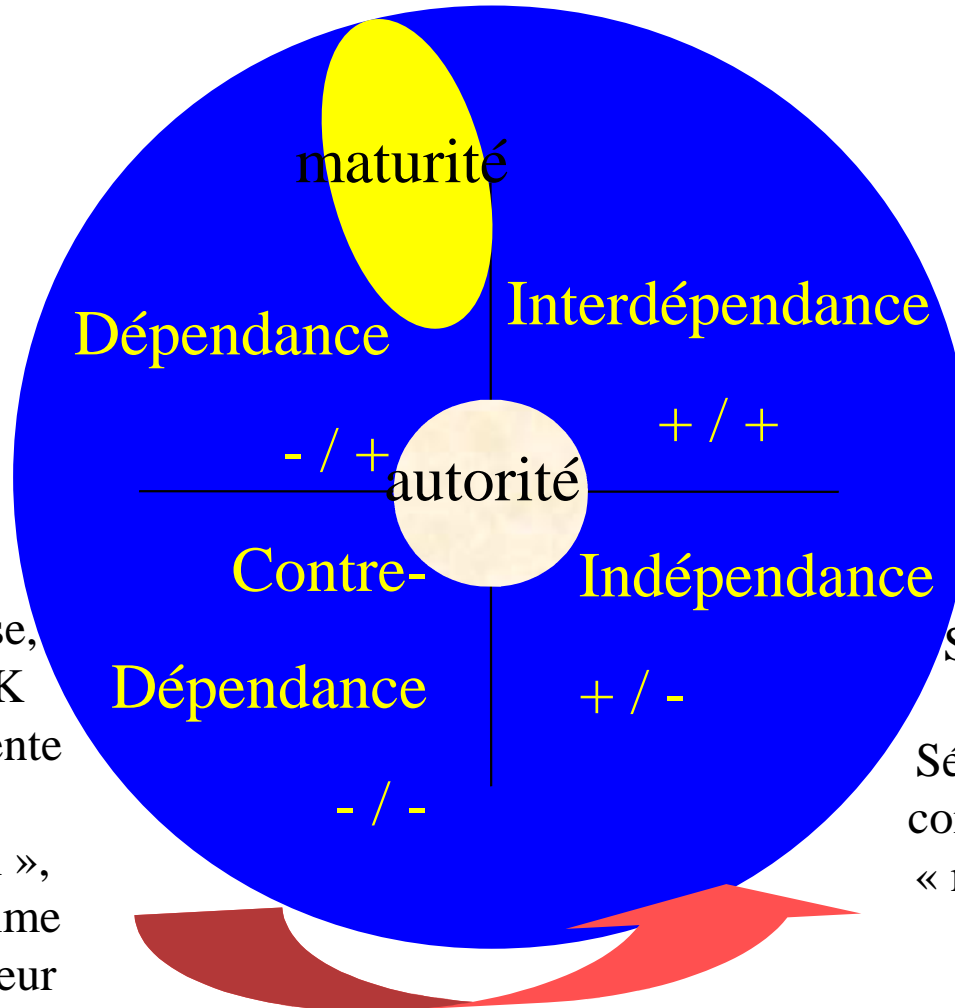 maturité
Dépendance
- / +
Interdépendance
+ / +
autorité
Contre-
Dépendance
- / -
Indépendance
+ / -
K
»,
«